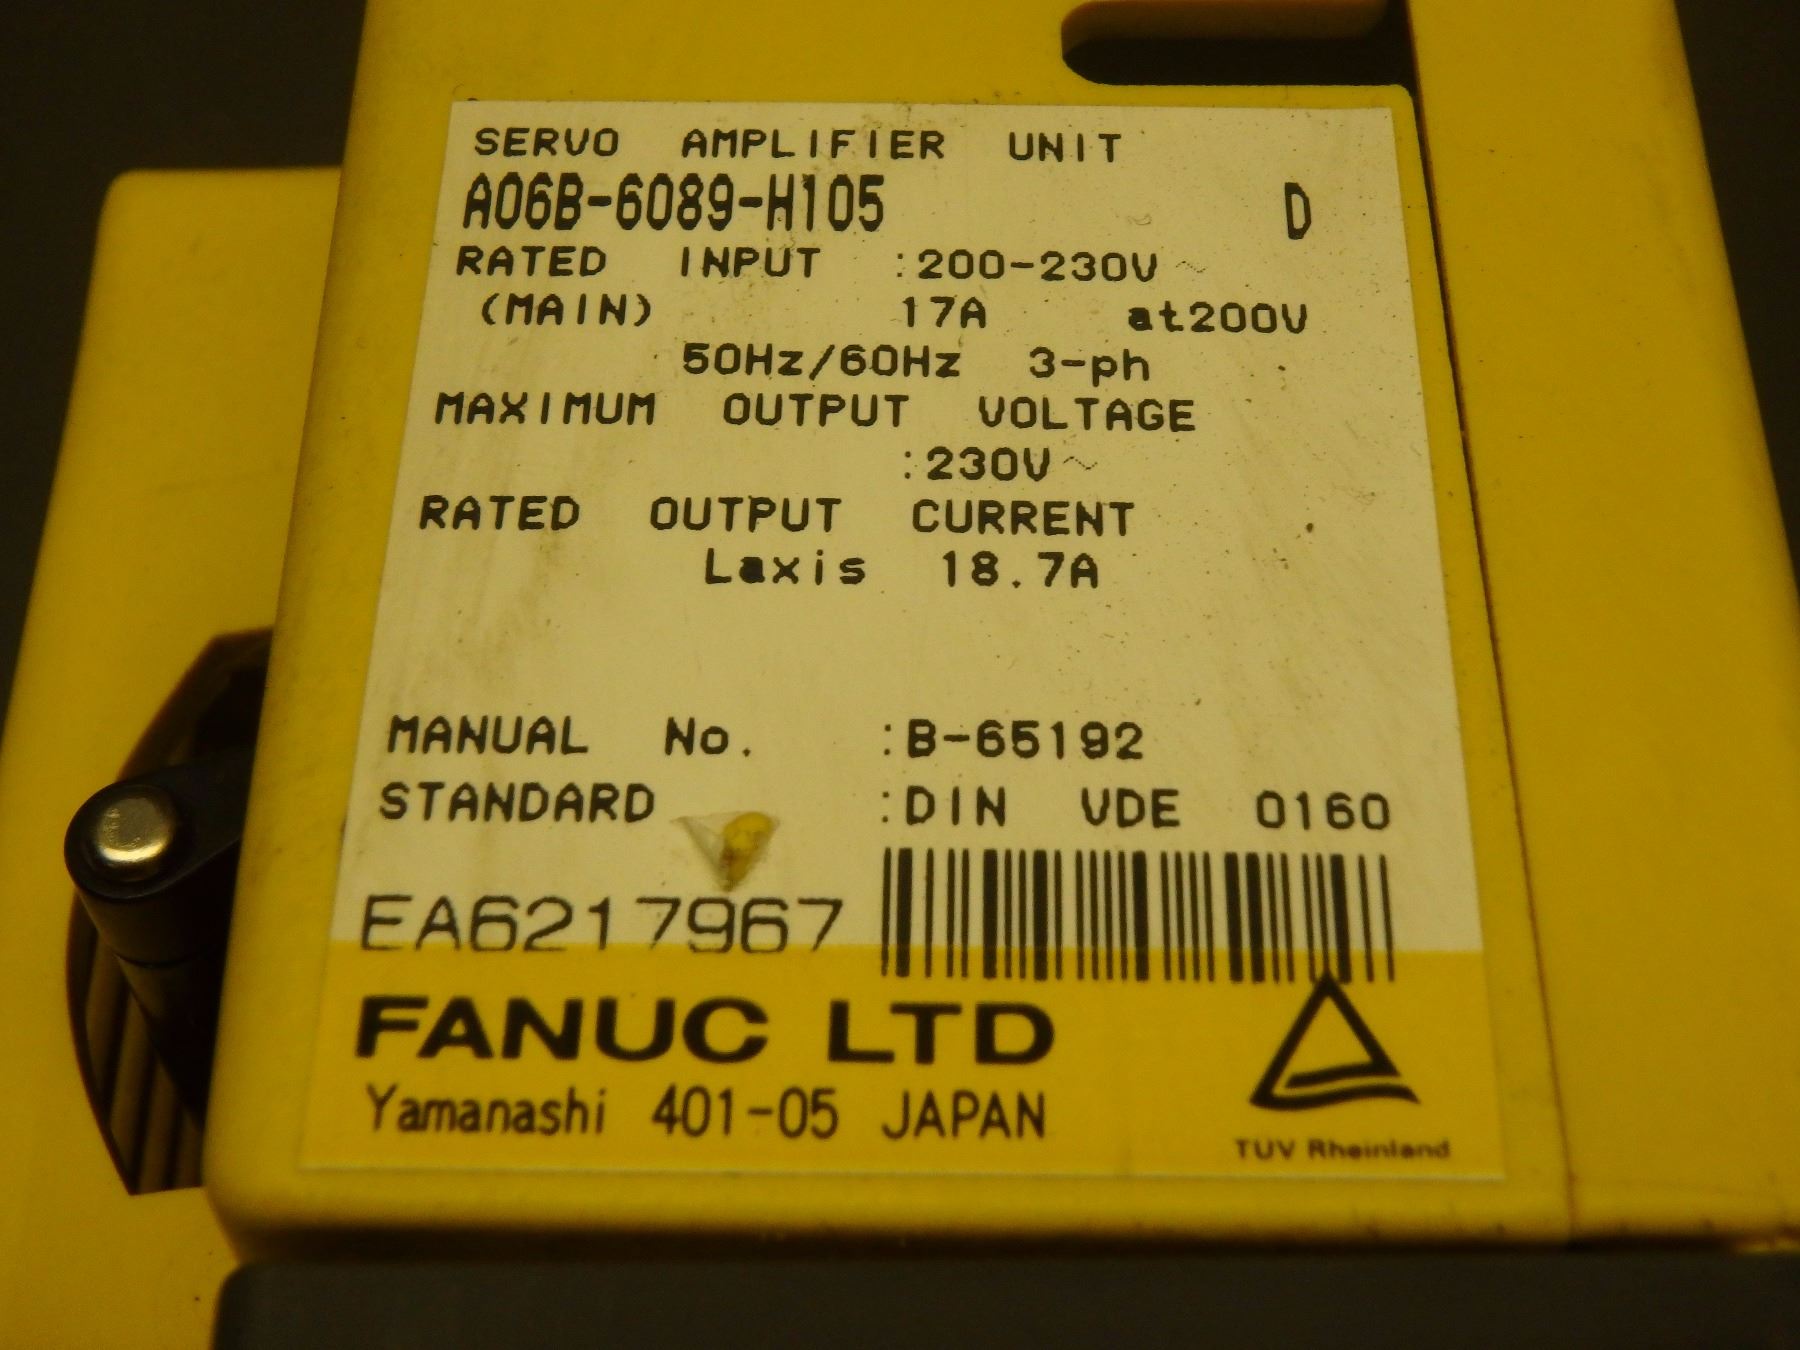 SERVO AMPLIFIER UNIT
A06B-6089-H105 D
RATED INPUT :200-230V~
(MAIN) 17A at200V
50Hz/60Hz 3-ph
MAXIMUM OUTPUT VOLTAGE
:230V~
RATED OUTPUT CURRENT
Laxis 18.7A
MANUAL No. :B-65192
STANDARD :DIN VDE 0160
EA6217967
FANUC LTD
Yamanashi 401-05 JAPAN
TÜV Rheinland